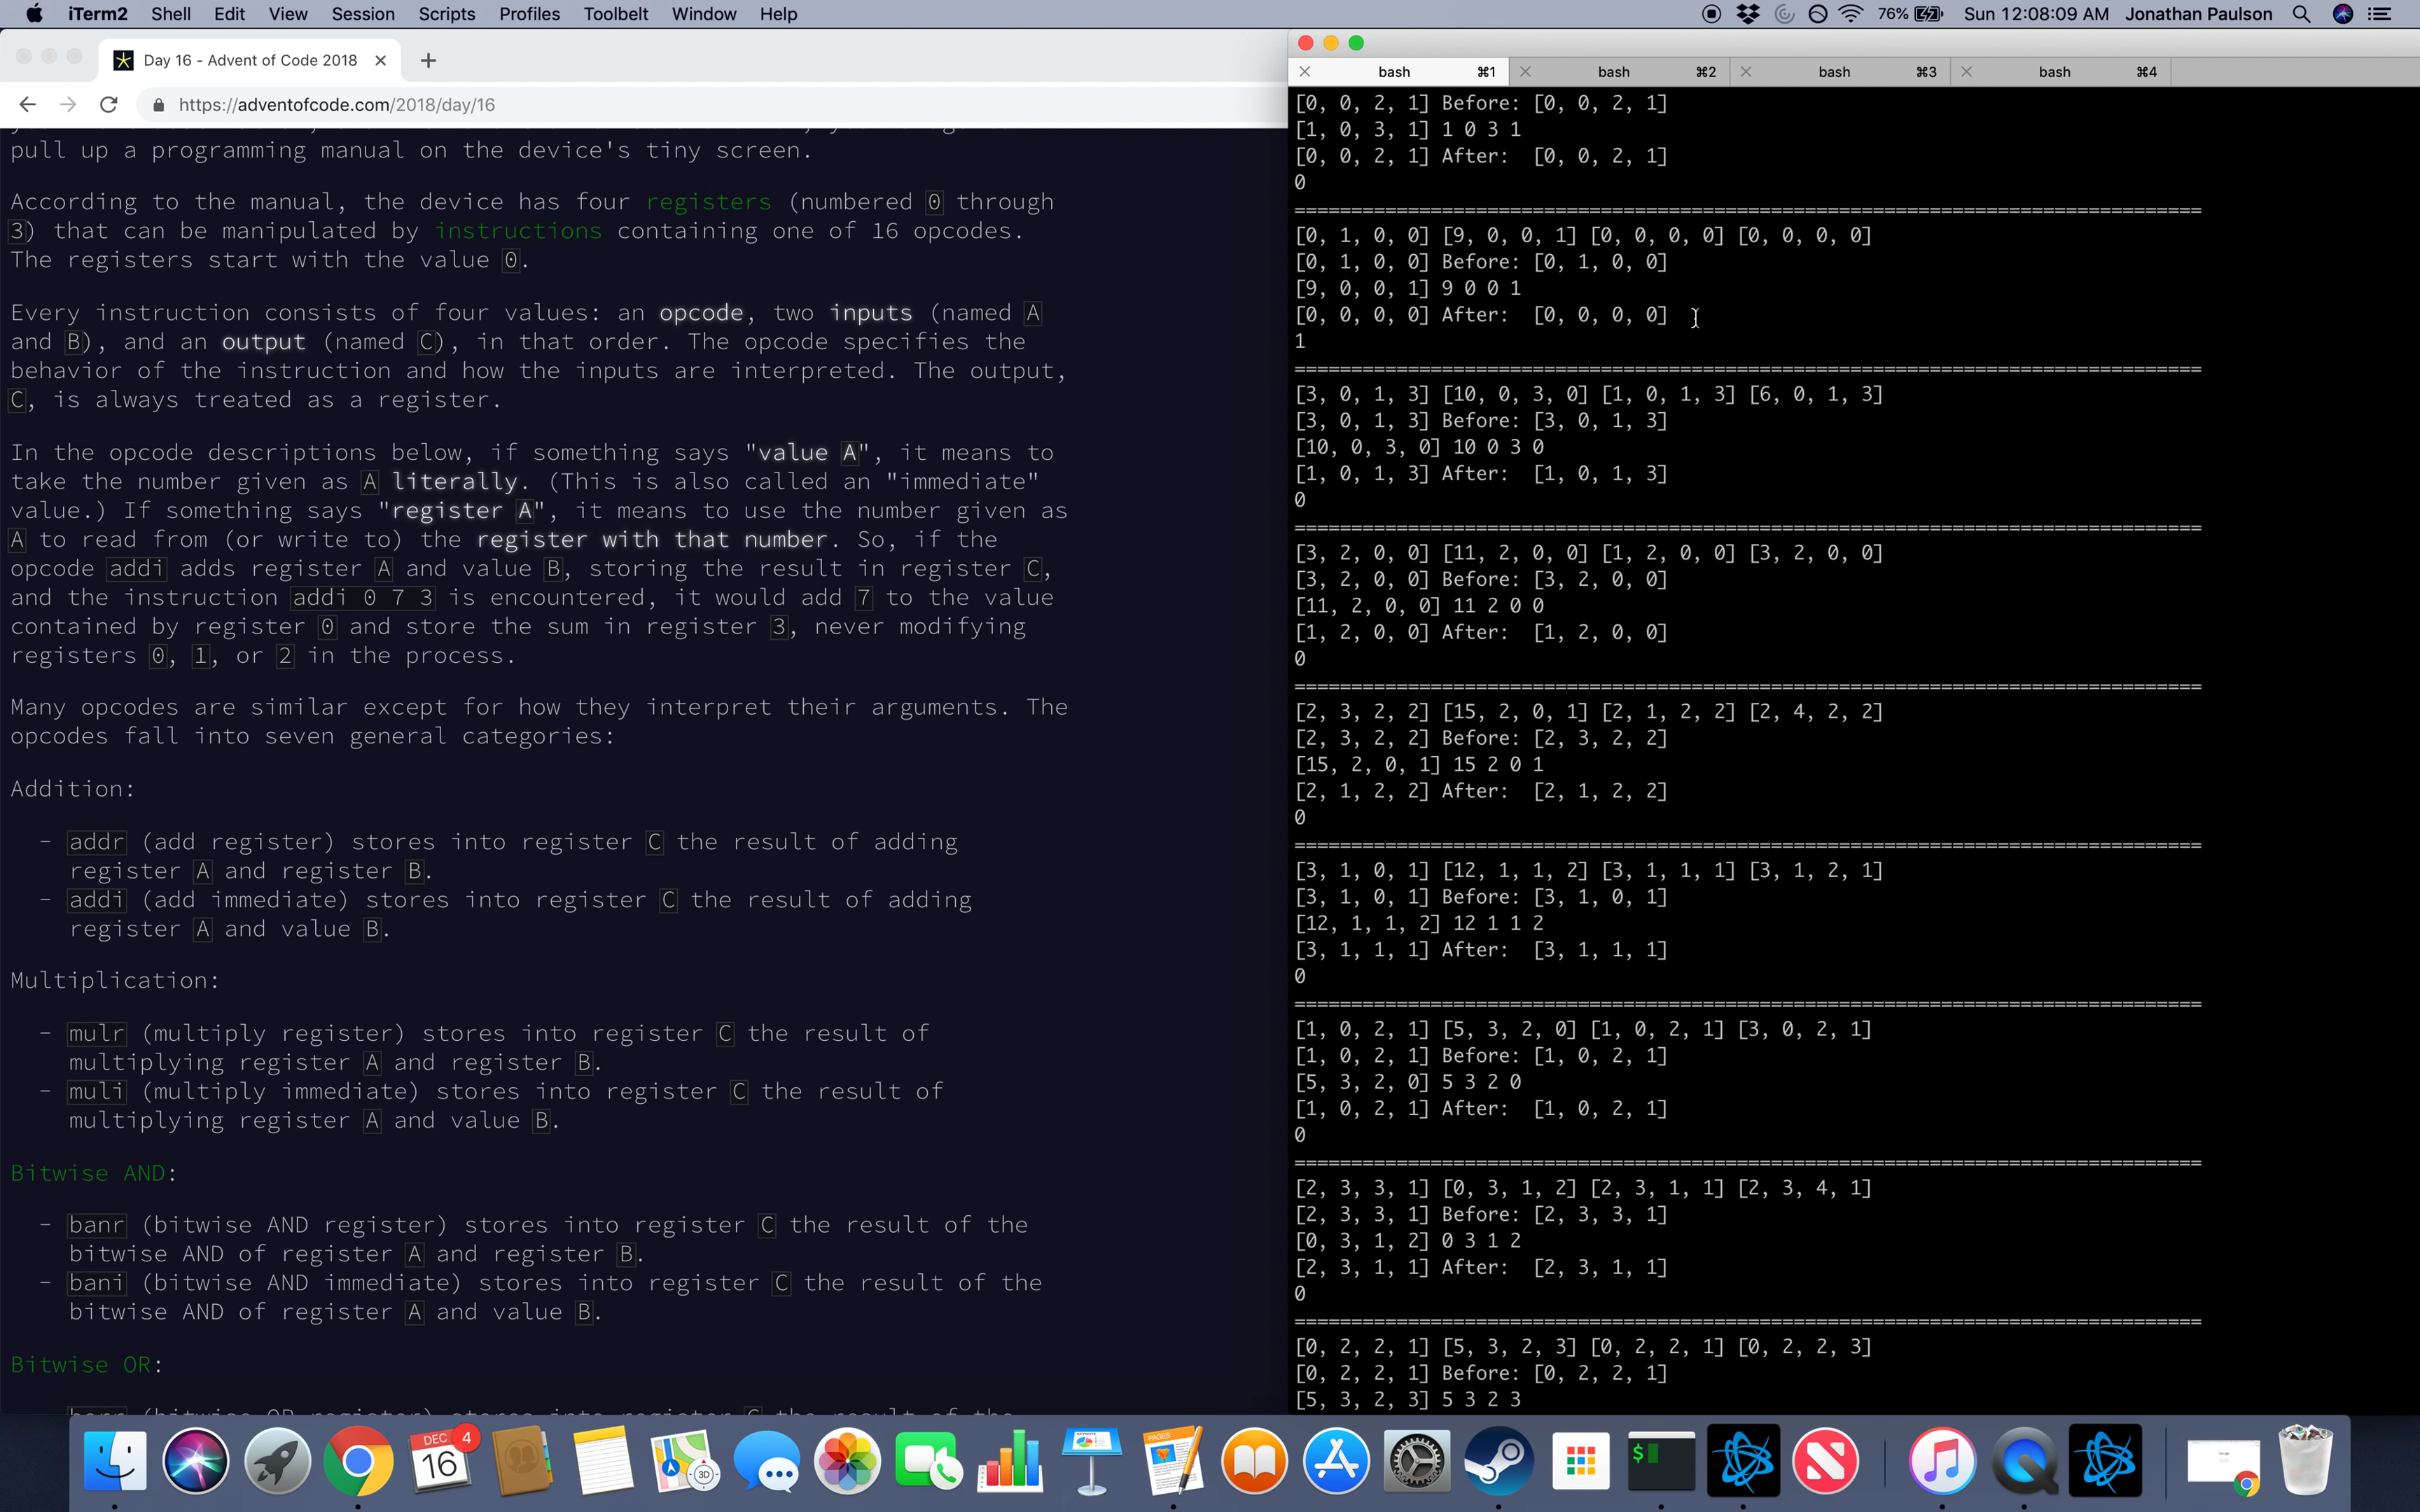 iTerm2 Shell Edit View Session Scripts Profiles Toolbelt Window Help 76% Sun 12:08:09 AM Jonathan Paulson
Day 16 - Advent of Code 2018
https://adventofcode.com/2018/day/16
pull up a programming manual on the device's tiny screen.
According to the manual, the device has four registers (numbered 0 through
3) that can be manipulated by instructions containing one of 16 opcodes.
The registers start with the value 0.
Every instruction consists of four values: an opcode, two inputs (named A
and B), and an output (named C), in that order. The opcode specifies the
behavior of the instruction and how the inputs are interpreted. The output,
C, is always treated as a register.
In the opcode descriptions below, if something says "value A", it means to
take the number given as A literally. (This is also called an "immediate"
value.) If something says "register A", it means to use the number given as
A to read from (or write to) the register with that number. So, if the
opcode addi adds register A and value B, storing the result in register C,
and the instruction addi 0 7 3 is encountered, it would add 7 to the value
contained by register 0 and store the sum in register 3, never modifying
registers 0, 1, or 2 in the process.
Many opcodes are similar except for how they interpret their arguments. The
opcodes fall into seven general categories:
Addition:
- addr (add register) stores into register C the result of adding
register A and register B.
- addi (add immediate) stores into register C the result of adding
register A and value B.
Multiplication:
- mulr (multiply register) stores into register C the result of
multiplying register A and register B.
- muli (multiply immediate) stores into register C the result of
multiplying register A and value B.
Bitwise AND:
- banr (bitwise AND register) stores into register C the result of the
bitwise AND of register A and register B.
- bani (bitwise AND immediate) stores into register C the result of the
bitwise AND of register A and value B.
Bitwise OR:
bash ⌘1 bash ⌘2 bash ⌘3 bash ⌘4
[0, 0, 2, 1] Before: [0, 0, 2, 1]
[1, 0, 3, 1] 1 0 3 1
[0, 0, 2, 1] After:  [0, 0, 2, 1]
0
================================================================================
[0, 1, 0, 0] [9, 0, 0, 1] [0, 0, 0, 0] [0, 0, 0, 0]
[0, 1, 0, 0] Before: [0, 1, 0, 0]
[9, 0, 0, 1] 9 0 0 1
[0, 0, 0, 0] After:  [0, 0, 0, 0]
1
================================================================================
[3, 0, 1, 3] [10, 0, 3, 0] [1, 0, 1, 3] [6, 0, 1, 3]
[3, 0, 1, 3] Before: [3, 0, 1, 3]
[10, 0, 3, 0] 10 0 3 0
[1, 0, 1, 3] After:  [1, 0, 1, 3]
0
================================================================================
[3, 2, 0, 0] [11, 2, 0, 0] [1, 2, 0, 0] [3, 2, 0, 0]
[3, 2, 0, 0] Before: [3, 2, 0, 0]
[11, 2, 0, 0] 11 2 0 0
[1, 2, 0, 0] After:  [1, 2, 0, 0]
0
================================================================================
[2, 3, 2, 2] [15, 2, 0, 1] [2, 1, 2, 2] [2, 4, 2, 2]
[2, 3, 2, 2] Before: [2, 3, 2, 2]
[15, 2, 0, 1] 15 2 0 1
[2, 1, 2, 2] After:  [2, 1, 2, 2]
0
================================================================================
[3, 1, 0, 1] [12, 1, 1, 2] [3, 1, 1, 1] [3, 1, 2, 1]
[3, 1, 0, 1] Before: [3, 1, 0, 1]
[12, 1, 1, 2] 12 1 1 2
[3, 1, 1, 1] After:  [3, 1, 1, 1]
0
================================================================================
[1, 0, 2, 1] [5, 3, 2, 0] [1, 0, 2, 1] [3, 0, 2, 1]
[1, 0, 2, 1] Before: [1, 0, 2, 1]
[5, 3, 2, 0] 5 3 2 0
[1, 0, 2, 1] After:  [1, 0, 2, 1]
0
================================================================================
[2, 3, 3, 1] [0, 3, 1, 2] [2, 3, 1, 1] [2, 3, 4, 1]
[2, 3, 3, 1] Before: [2, 3, 3, 1]
[0, 3, 1, 2] 0 3 1 2
[2, 3, 1, 1] After:  [2, 3, 1, 1]
0
================================================================================
[0, 2, 2, 1] [5, 3, 2, 3] [0, 2, 2, 1] [0, 2, 2, 3]
[0, 2, 2, 1] Before: [0, 2, 2, 1]
[5, 3, 2, 3] 5 3 2 3
DEC 4
16
3D
PAGES
$